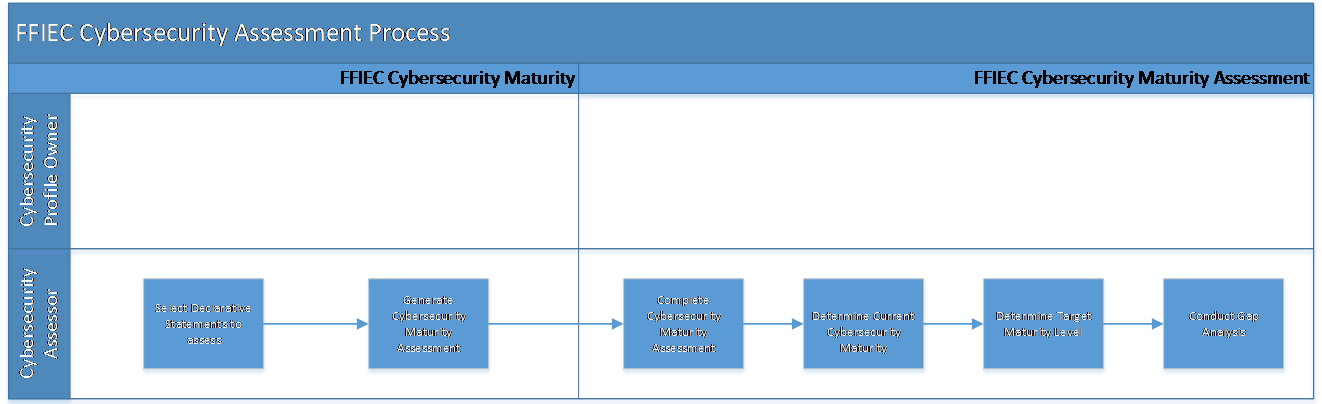 FFIEC Cybersecurity Assessment Process
FFIEC Cybersecurity Maturity
FFIEC Cybersecurity Maturity Assessment
Cybersecurity
Profile Owner
Cybersecurity
Assessor
Select Declarative
Statements to
assess
Generate
Cybersecurity
Maturity
Assessment
Complete
Cybersecurity
Maturity
Assessment
Determine Current
Cybersecurity
Maturity
Determine Target
Maturity Level
Conduct Gap
Analysis